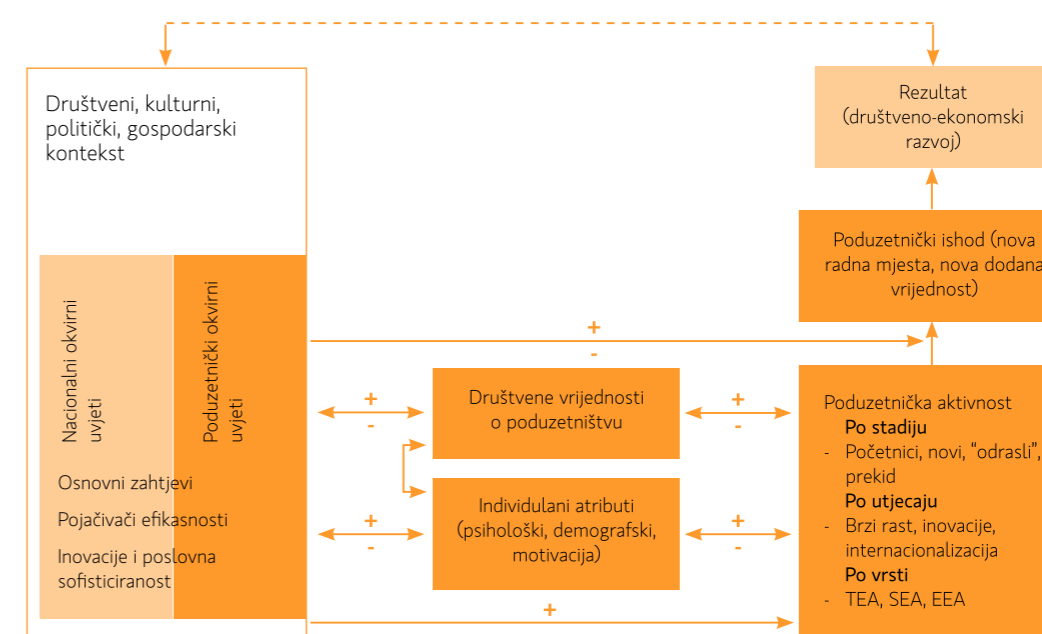 Društveni, kulturni,
politički, gospodarski
kontekst
Nacionalni okvirni
uvjeti
Poduzetnički okvirni
uvjeti
Osnovni zahtjevi
Pojačivači efikasnosti
Inovacije i poslovna
sofisticiranost
+
-
+
-
Društvene vrijednosti
o poduzetništvu
+
-
+
-
Individulani atributi
(psihološki, demografski,
motivacija)
+
-
+
Rezultat
(društveno-ekonomski
razvoj)
Poduzetnički ishod (nova
radna mjesta, nova dodana
vrijednost)
Poduzetnička aktivnost
Po stadiju
- Početnici, novi, “odrasli”,
prekid
Po utjecaju
- Brzi rast, inovacije,
internacionalizacija
Po vrsti
- TEA, SEA, EEA